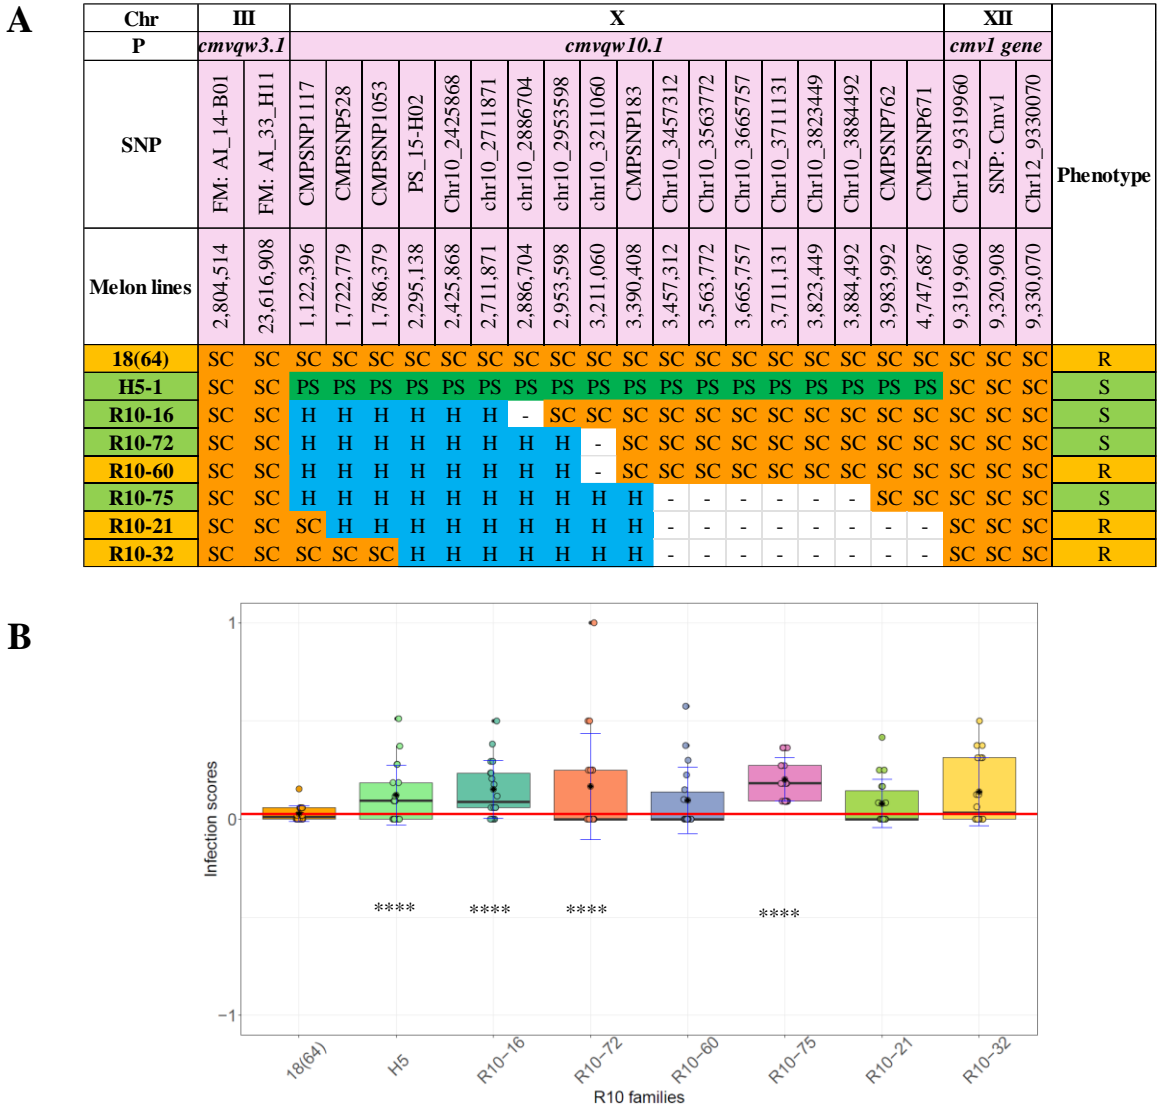 A
Chr III X XII Phenotype
P cmvqw3.1 cmvqw10.1 cmv1 gene
SNP FM: AI_14-B01 FM: AI_33_H11 CMPSNP1117 CMPSNP528 CMPSNP1053 PS_15-H02 Chr10_2425868 chr10_2711871 chr10_2886704 chr10_2953598 chr10_3211060 CMPSNP183 Chr10_3457312 Chr10_3563772 Chr10_3665757 Chr10_3711131 Chr10_3823449 Chr10_3884492 CMPSNP762 CMPSNP671 Chr12_9319960 SNP: Cmv1 Chr12_9330070
Melon lines 2,804,514 23,616,908 1,122,396 1,722,779 1,786,379 2,295,138 2,425,868 2,711,871 2,886,704 2,953,598 3,211,060 3,390,408 3,457,312 3,563,772 3,665,757 3,711,131 3,823,449 3,884,492 3,983,992 4,747,687 9,319,960 9,320,908 9,330,070
18(64) SC SC SC SC SC SC SC SC SC SC SC SC SC SC SC SC SC SC SC SC SC SC SC R
H5-1 SC SC PS PS PS PS PS PS PS PS PS PS PS PS PS PS PS PS PS PS SC SC SC S
R10-16 SC SC H H H H H H - SC SC SC SC SC SC SC SC SC SC SC SC SC SC S
R10-72 SC SC H H H H H H H H - SC SC SC SC SC SC SC SC SC SC SC SC S
R10-60 SC SC H H H H H H H H - SC SC SC SC SC SC SC SC SC SC SC SC R
R10-75 SC SC H H H H H H H H H H - - - - - - SC SC SC SC SC S
R10-21 SC SC SC H H H H H H H H H - - - - - - - - SC SC SC R
R10-32 SC SC SC SC SC H H H H H H H - - - - - - - - SC SC SC R
B
Infection scores
1
0
−1
**** **** **** ****
18(64) H5 R10−16 R10−72 R10−60 R10−75 R10−21 R10−32
R10 families